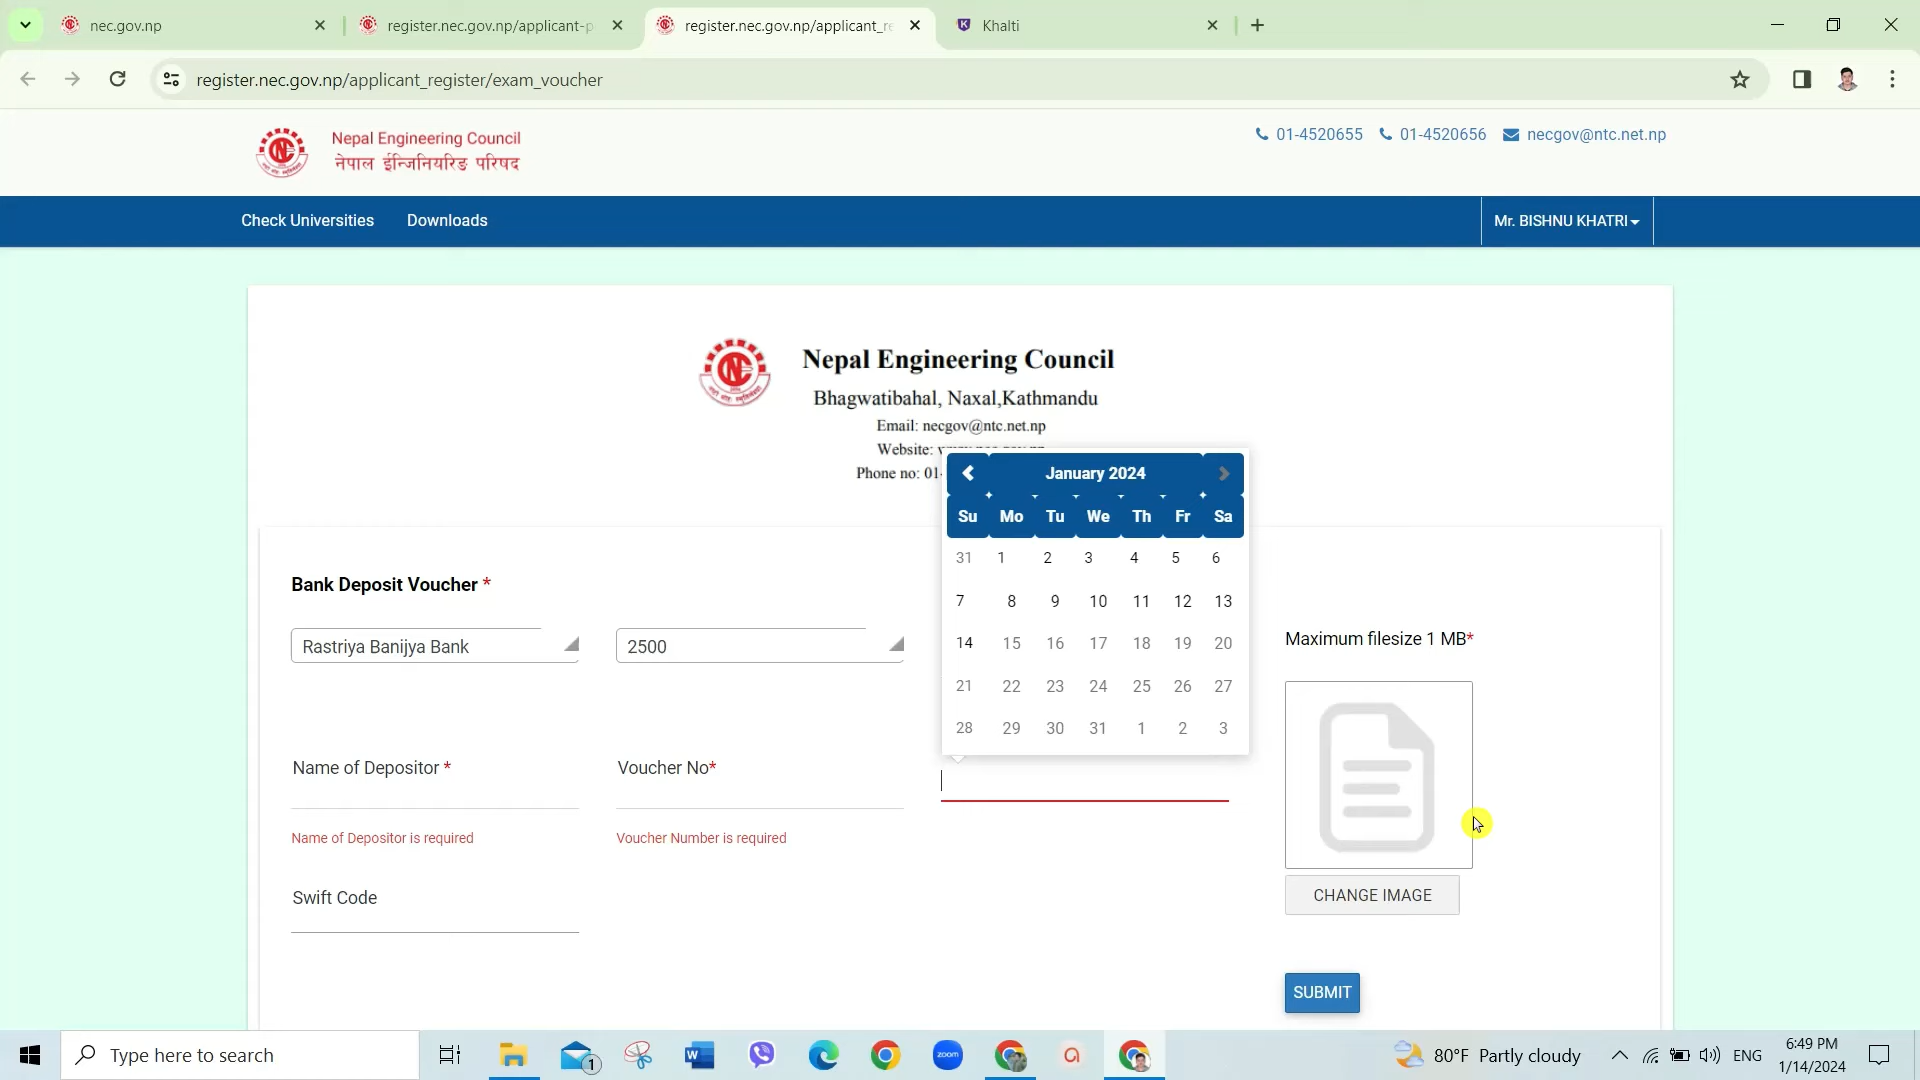 nec.gov.np
register.nec.gov.np/applicant-p
register.nec.gov.np/applicant_re
Khalti
register.nec.gov.np/applicant_register/exam_voucher
Nepal Engineering Council
नेपाल ईन्जिनियरिङ परिषद
01-4520655 01-4520656 necgov@ntc.net.np
Check Universities Downloads Mr. BISHNU KHATRI
Nepal Engineering Council
Bhagwatibahal, Naxal,Kathmandu
Email: necgov@ntc.net.np
Website:
Phone no: 01-
January 2024
Su Mo Tu We Th Fr Sa
31 1 2 3 4 5 6
7 8 9 10 11 12 13
14 15 16 17 18 19 20
21 22 23 24 25 26 27
28 29 30 31 1 2 3
Bank Deposit Voucher *
Rastriya Banijya Bank 2500
Maximum filesize 1 MB*
Name of Depositor * Voucher No*
Name of Depositor is required Voucher Number is required
Swift Code
CHANGE IMAGE
SUBMIT
Type here to search
1
zoom
80°F Partly cloudy
ENG
6:49 PM
1/14/2024